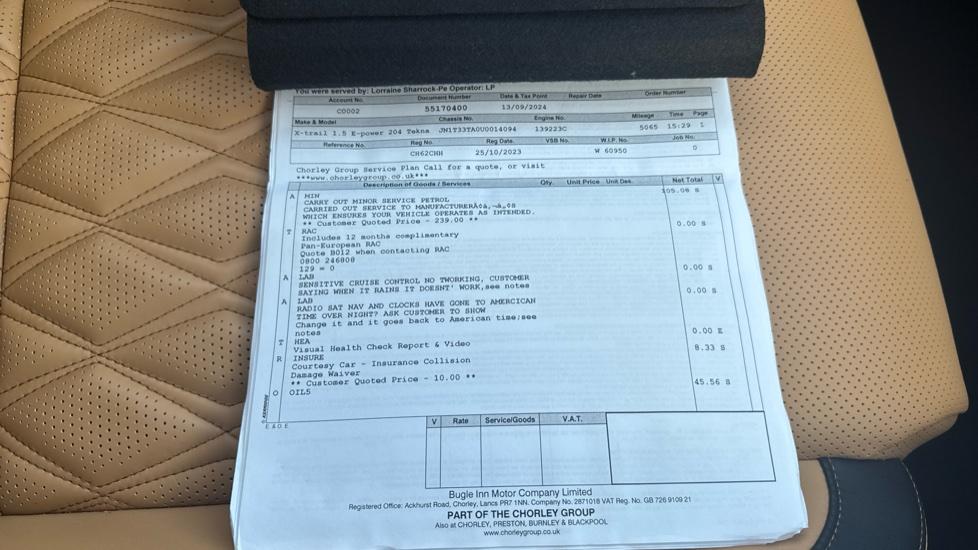 You were served by: Lorraine Sharrock-Pe Operator: LP
Account No. Document Number Date & Tax Point Repair Date Order Number
C0002 55170400 13/09/2024
Make & Model Chassis No. Engine No. Mileage Time Page
X-trail 1.5 E-power 204 Tekna JN1T33TA0U0014094 139223C 5065 15:29 1
Reference No. Reg No. Reg Date. VSB No. W.I.P. No. Job No.
CH62CHH 25/10/2023 W 60950 0
Chorley Group Service Plan Call for a quote, or visit
***www.chorleygroup.co.uk***
Description of Goods / Services Qty. Unit Price Unit Des. Net Total V
A MIN 105.08 S
CARRY OUT MINOR SERVICE PETROL
CARRIED OUT SERVICE TO
WHICH ENSURES YOUR VEHICLE OPERATES AS INTENDED.
** Customer Quoted Price - 239.00 **
T RAC 0.00 S
Includes 12 months complimentary
Pan-European RAC
Quote B012 when contacting RAC
0800 246808
129 = 0
A LAB 0.00 S
SENSITIVE CRUISE CONTROL NO TWORKING, CUSTOMER
SAYING WHEN IT RAINS IT DOESNT' WORK,see notes
A LAB 0.00 S
RADIO SAT NAV AND CLOCKS HAVE GONE TO AMERCICAN
TIME OVER NIGHT? ASK CUSTOMER TO SHOW
Change it and it goes back to American time;see
notes
T HEA 0.00 E
Visual Health Check Report & Video
R INSURE 8.33 S
Courtesy Car - Insurance Collision
Damage Waiver
** Customer Quoted Price - 10.00 **
O OIL5 45.56 S
E & O E
V Rate Service/Goods V.A.T.
Bugle Inn Motor Company Limited
Registered Office: Ackhurst Road, Chorley, Lancs PR7 1NN. Company No. 2871018 VAT Reg. No. GB 726 9109 21
PART OF THE CHORLEY GROUP
Also at CHORLEY, PRESTON, BURNLEY & BLACKPOOL
www.chorleygroup.co.uk